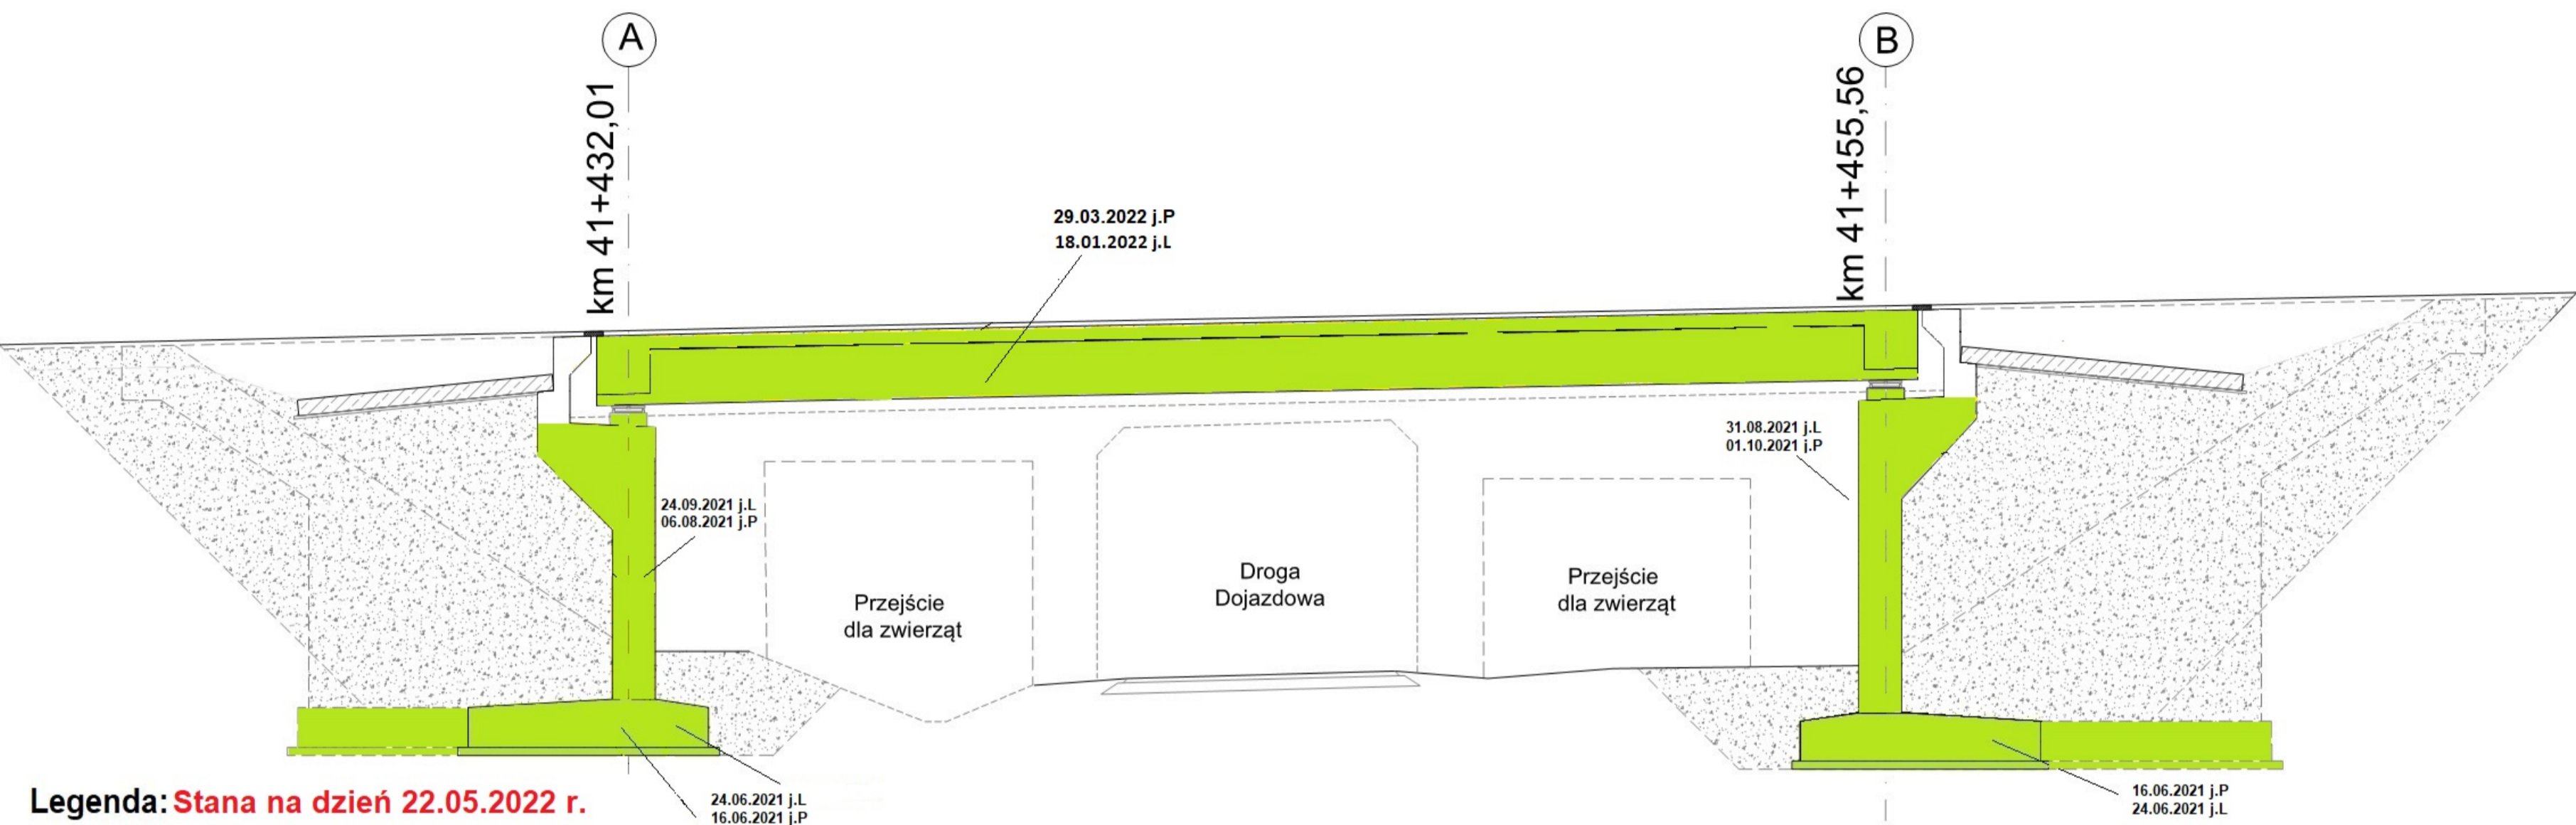 A
B
km 41+432,01
km 41+455,56
29.03.2022 j.P
18.01.2022 j.L
31.08.2021 j.L
01.10.2021 j.P
24.09.2021 j.L
06.08.2021 j.P
Przejście
dla zwierząt
Droga
Dojazdowa
Przejście
dla zwierząt
Legenda: Stana na dzień 22.05.2022 r.
24.06.2021 j.L
16.06.2021 j.P
16.06.2021 j.P
24.06.2021 j.L